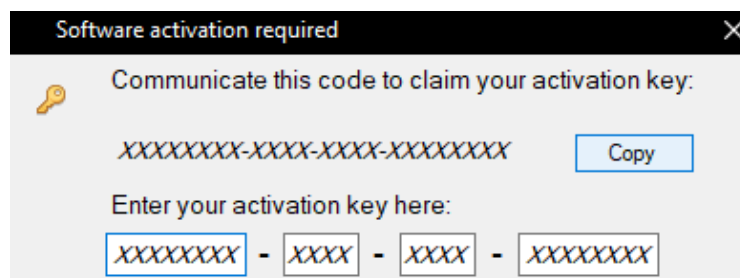 Software activation required
Communicate this code to claim your activation key:
XXXXXXXX-XXXX-XXXX-XXXXXXXX Copy
Enter your activation key here:
XXXXXXXX - XXXX - XXXX - XXXXXXXX